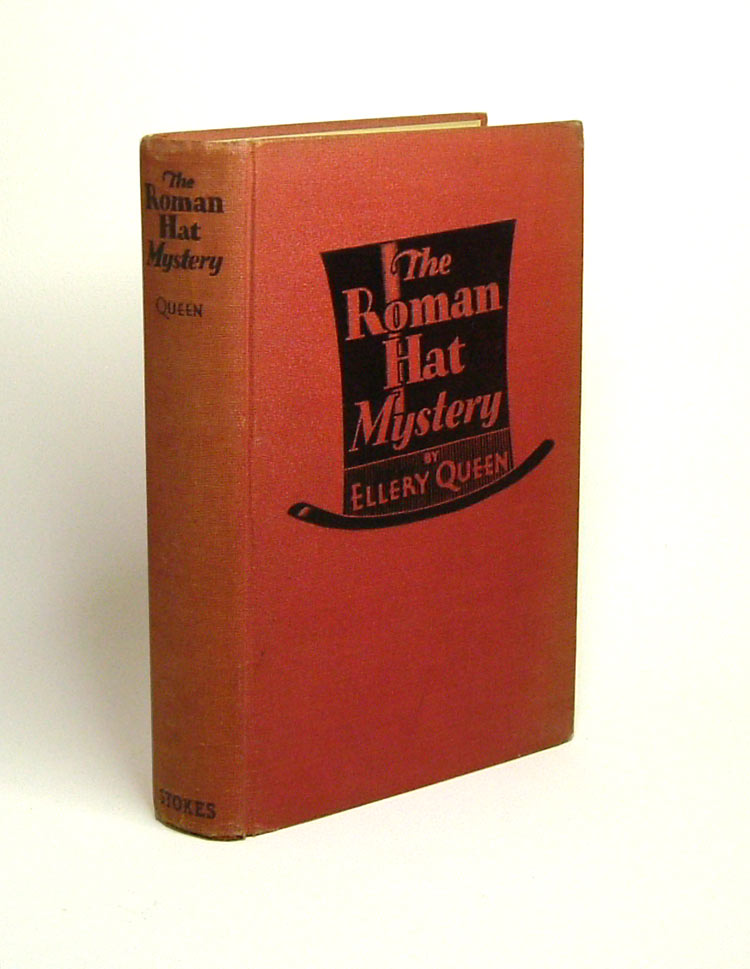 The
Roman
Hat
Mystery
QUEEN
STOKES
The
Roman
Hat
Mystery
BY
ELLERY QUEEN